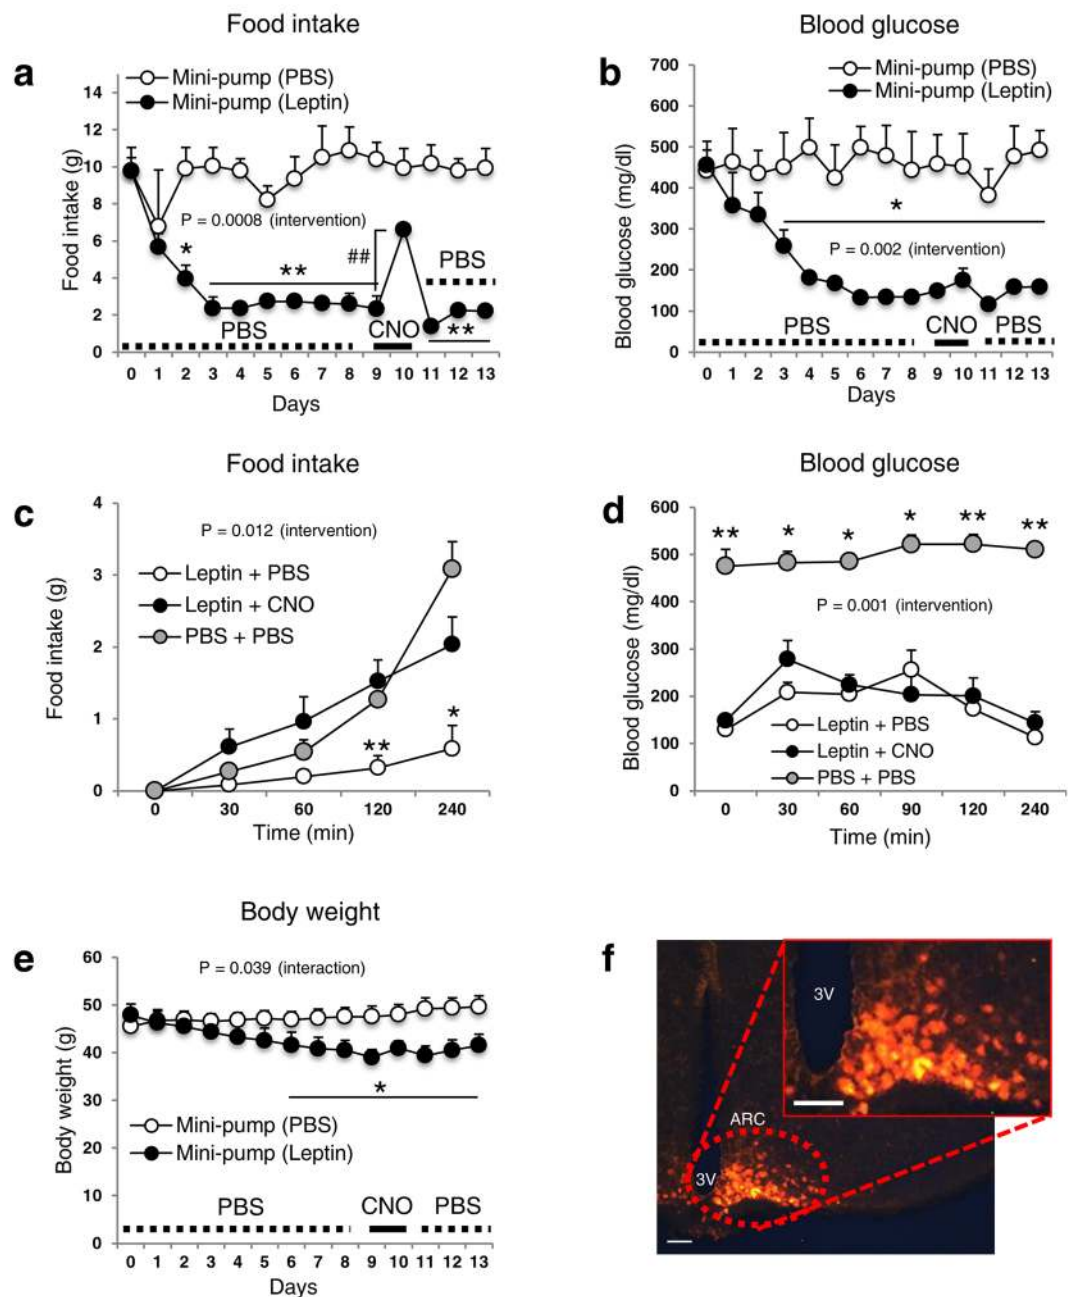 Food intake
a
Mini-pump (PBS)
Mini-pump (Leptin)
14
12
10
8
6
4
2
0
Food intake (g)
P = 0.0008 (intervention)
*
**
##
PBS
PBS
CNO
**
0 1 2 3 4 5 6 7 8 9 10 11 12 13
Days
Blood glucose
b
Mini-pump (PBS)
Mini-pump (Leptin)
700
600
500
400
300
200
100
0
Blood glucose (mg/dl)
*
P = 0.002 (intervention)
PBS
CNO
PBS
0 1 2 3 4 5 6 7 8 9 10 11 12 13
Days
Food intake
c
4
3
2
1
0
Food intake (g)
P = 0.012 (intervention)
Leptin + PBS
Leptin + CNO
PBS + PBS
**
*
0 30 60 120 240
Time (min)
Blood glucose
d
600
500
400
300
200
100
0
Blood glucose (mg/dl)
** * * * ** **
P = 0.001 (intervention)
Leptin + PBS
Leptin + CNO
PBS + PBS
0 30 60 90 120 240
Time (min)
Body weight
e
60
50
40
30
20
10
0
Body weight (g)
P = 0.039 (interaction)
*
Mini-pump (PBS)
Mini-pump (Leptin)
PBS
CNO
PBS
0 1 2 3 4 5 6 7 8 9 10 11 12 13
Days
f
3V
ARC
3V